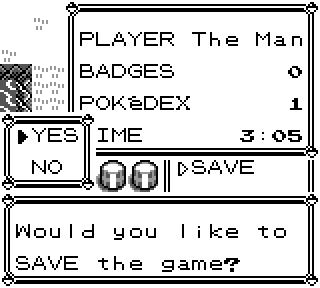 PLAYER The Man
BADGES 0
POKéDEX 1
IME 3:05
▶YES
NO
▷SAVE
Would you like to
SAVE the game?